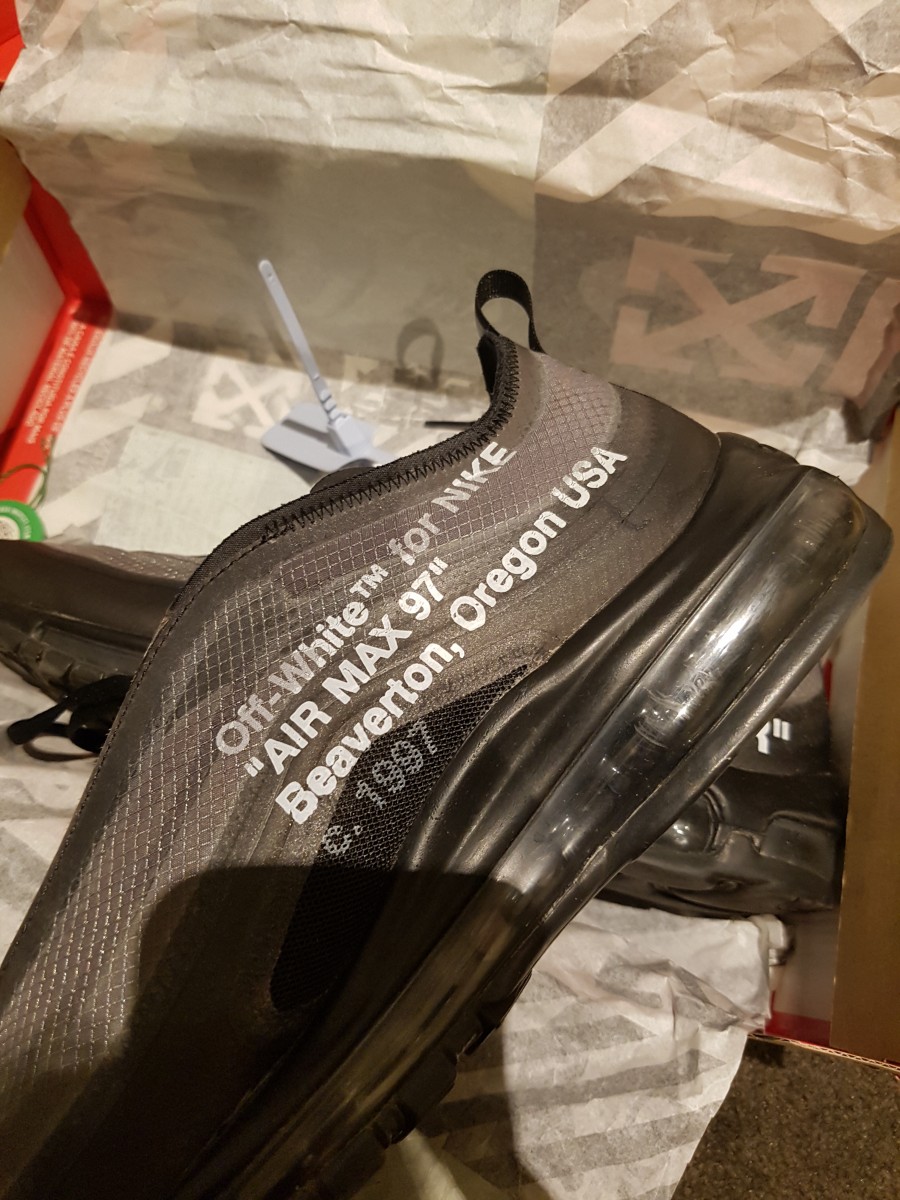 Off-White™ for NIKE
"AIR MAX 97"
Beaverton, Oregon USA
c. 1997